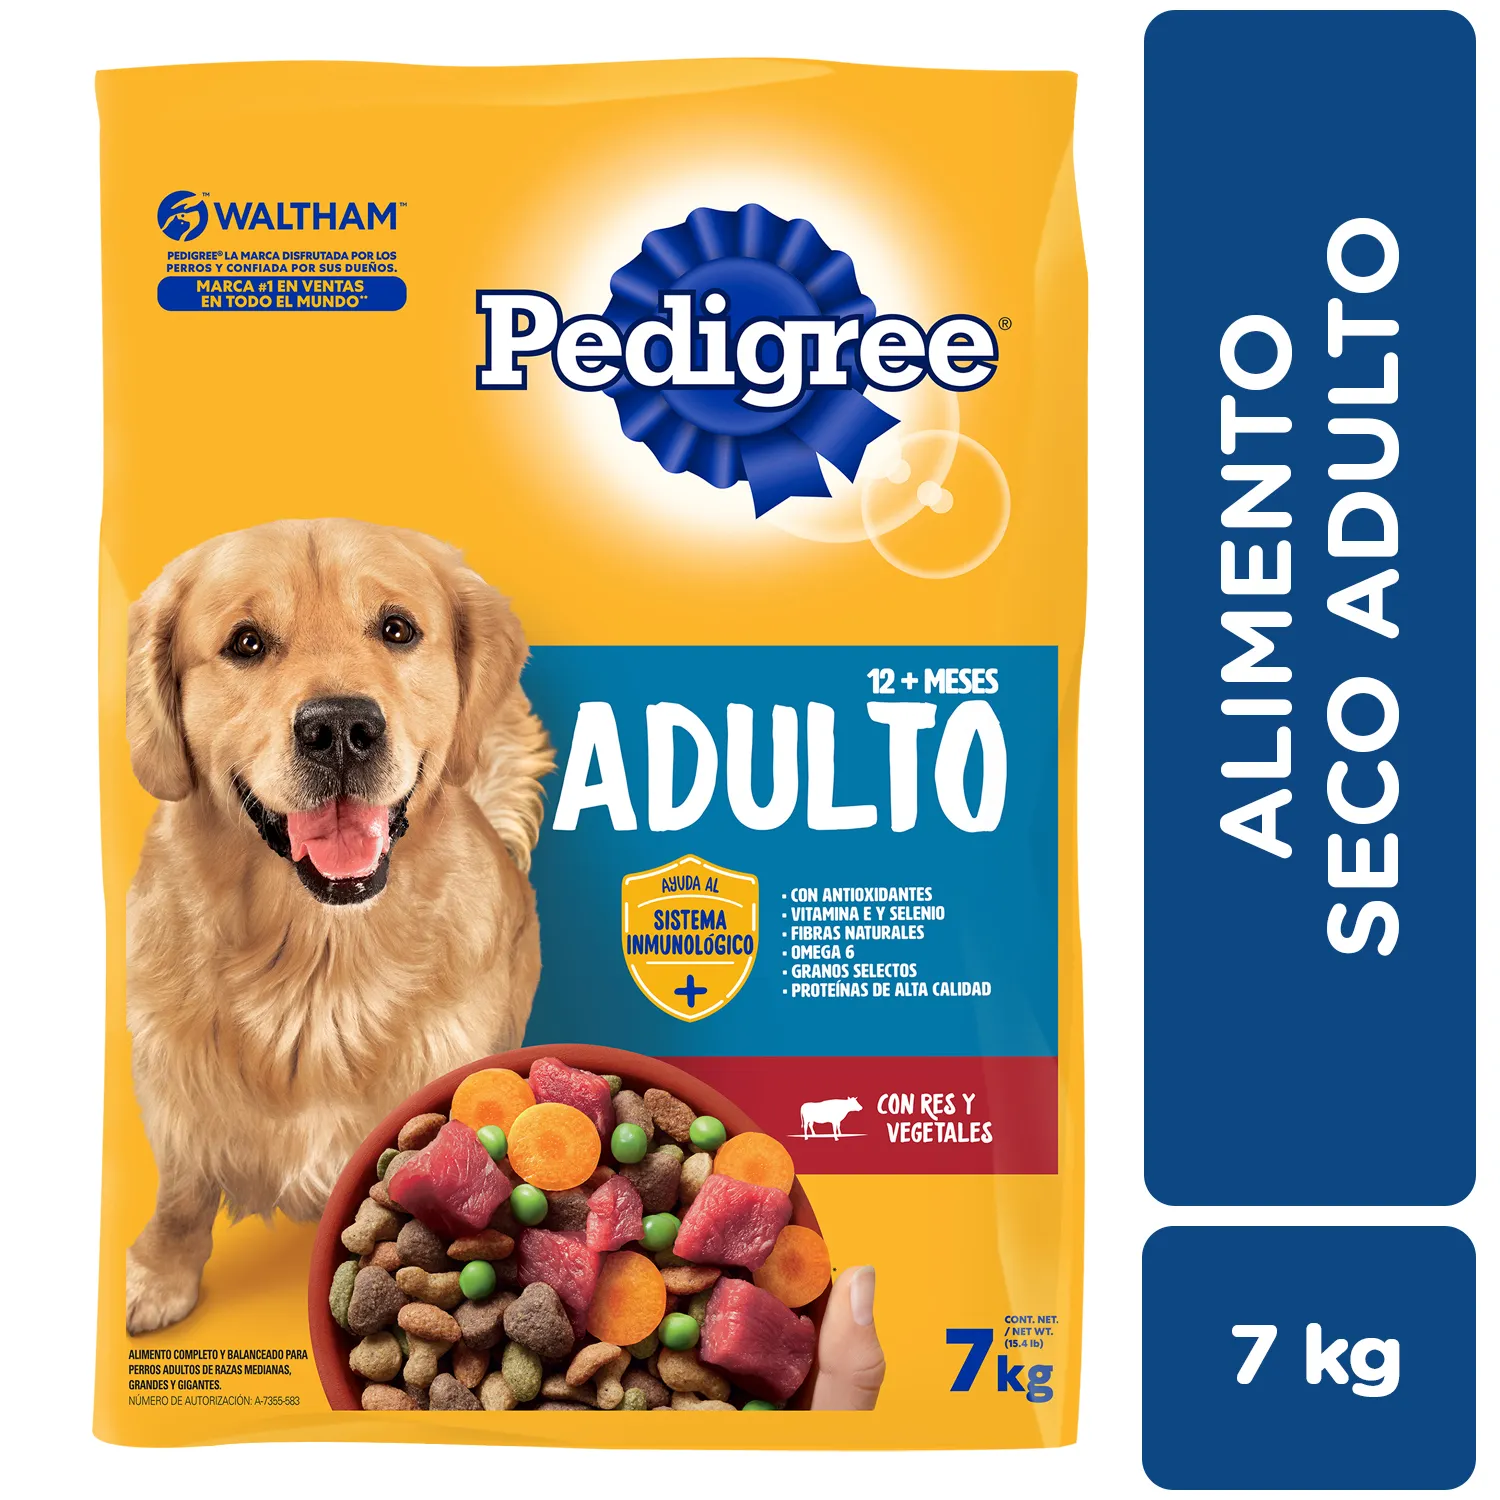 WALTHAM™
PEDIGREE® LA MARCA DISFRUTADA POR LOS
PERROS Y CONFIADA POR SUS DUEÑOS.
MARCA #1 EN VENTAS
EN TODO EL MUNDO**
Pedigree®
12 + MESES
ADULTO
AYUDA AL
SISTEMA
INMUNOLÓGICO
+
· CON ANTIOXIDANTES
· VITAMINA E Y SELENIO
· FIBRAS NATURALES
· OMEGA 6
· GRANOS SELECTOS
· PROTEÍNAS DE ALTA CALIDAD
CON RES Y
VEGETALES
ALIMENTO COMPLETO Y BALANCEADO PARA
PERROS ADULTOS DE RAZAS MEDIANAS,
GRANDES Y GIGANTES.
NÚMERO DE AUTORIZACIÓN: A-7355-583
CONT. NET.
/ NET WT.
(15.4 lb)
7kg
ALIMENTO
SECO ADULTO
7 kg